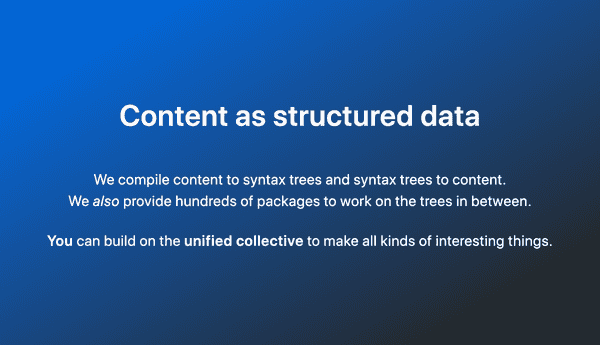 Content as structured data
We compile content to syntax trees and syntax trees to content.
We also provide hundreds of packages to work on the trees in between.
You can build on the unified collective to make all kinds of interesting things.